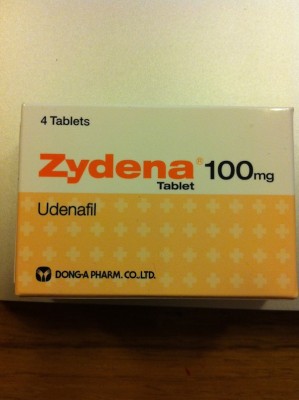 4 Tablets
Zydena® 100mg
Tablet
Udenafil
DONG-A PHARM. CO., LTD.